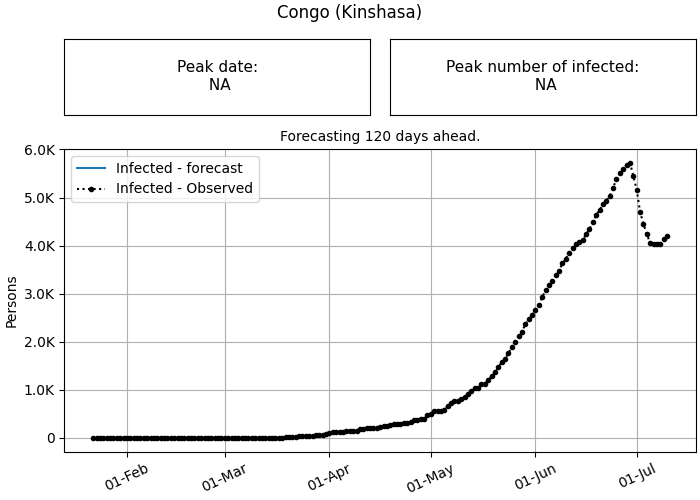 Congo (Kinshasa)
Peak date:
NA
Peak number of infected:
NA
Forecasting 120 days ahead.
Infected - forecast
Infected - Observed
Persons
6.0K
5.0K
4.0K
3.0K
2.0K
1.0K
0
01-Feb
01-Mar
01-Apr
01-May
01-Jun
01-Jul